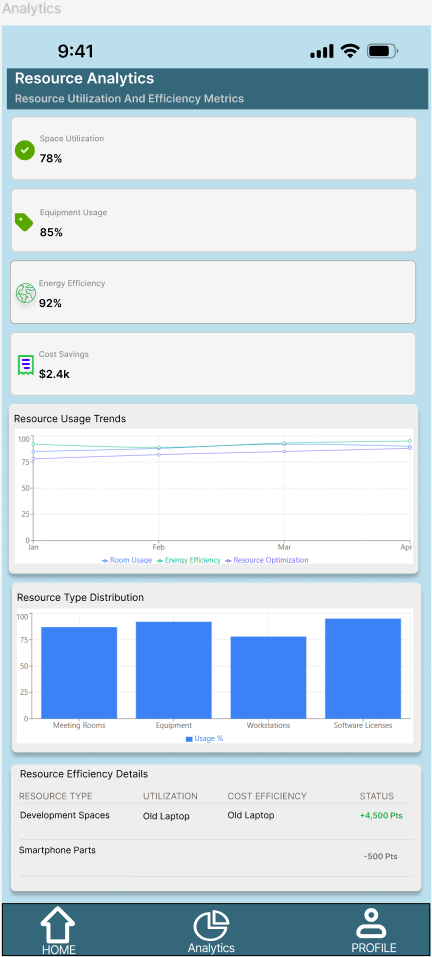 Analytics
9:41
Resource Analytics
Resource Utilization And Efficiency Metrics
Space Utilization
78%
Equipment Usage
85%
Energy Efficiency
92%
Cost Savings
$2.4k
Resource Usage Trends
100
75
50
25
0
Jan Feb Mar Apr
Room Usage Energy Efficiency Resource Optimization
Resource Type Distribution
100
75
50
25
0
Meeting Rooms Equipment Workstations Software Licenses
Usage %
Resource Efficiency Details
RESOURCE TYPE UTILIZATION COST EFFICIENCY STATUS
Development Spaces Old Laptop Old Laptop +4,500 Pts
Smartphone Parts -500 Pts
HOME Analytics PROFILE